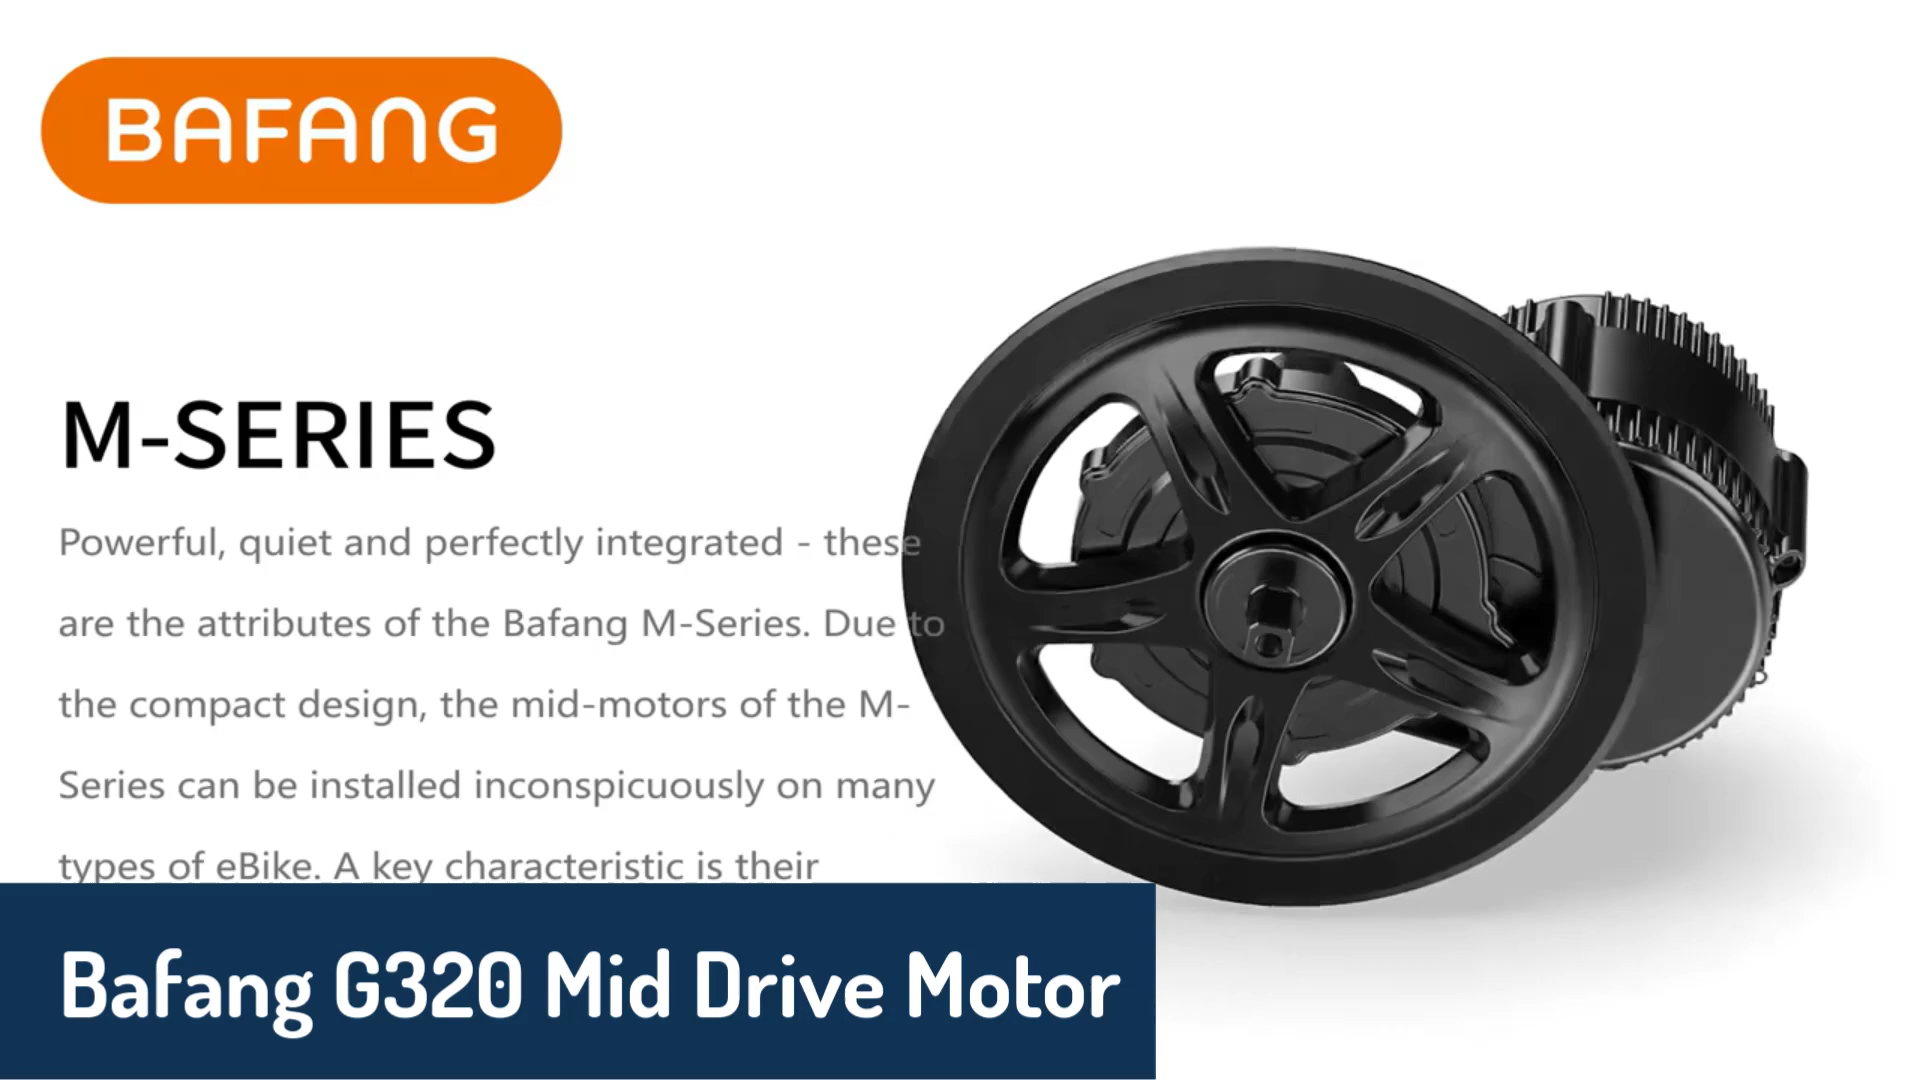 BAFANG
M-SERIES
Powerful, quiet and perfectly integrated - these
are the attributes of the Bafang M-Series. Due to
the compact design, the mid-motors of the M-
Series can be installed inconspicuously on many
types of eBike. A key characteristic is their
Bafang G320 Mid Drive Motor